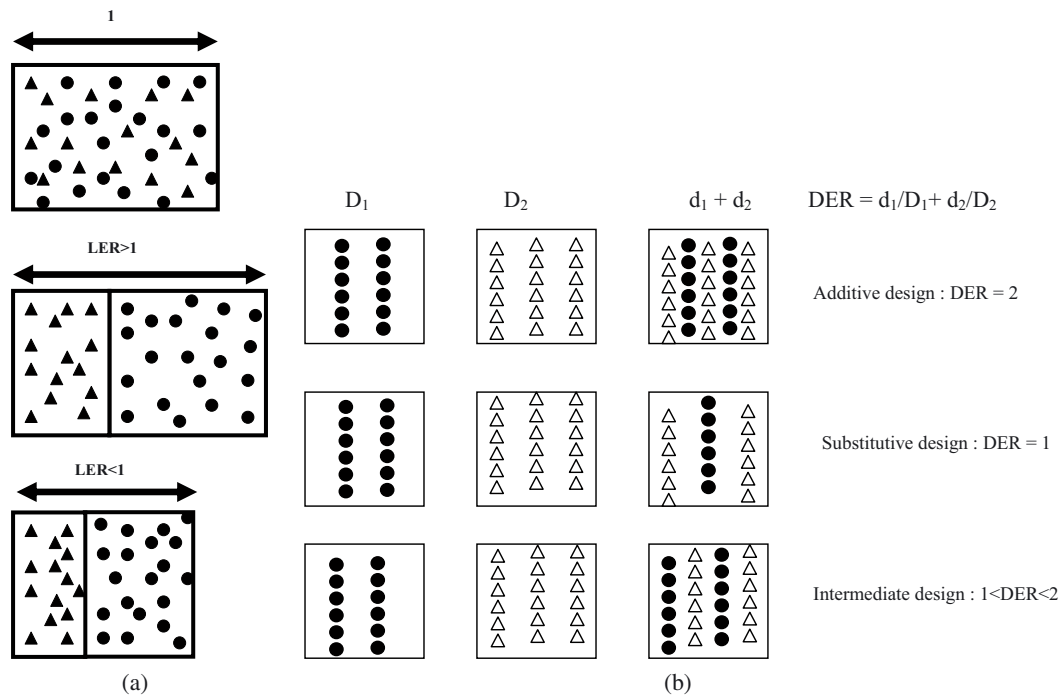 1
LER>1
LER<1
(a)
D₁ D₂ d₁ + d₂ DER = d₁/D₁+ d₂/D₂
Additive design : DER = 2
Substitutive design : DER = 1
Intermediate design : 1<DER<2
(b)